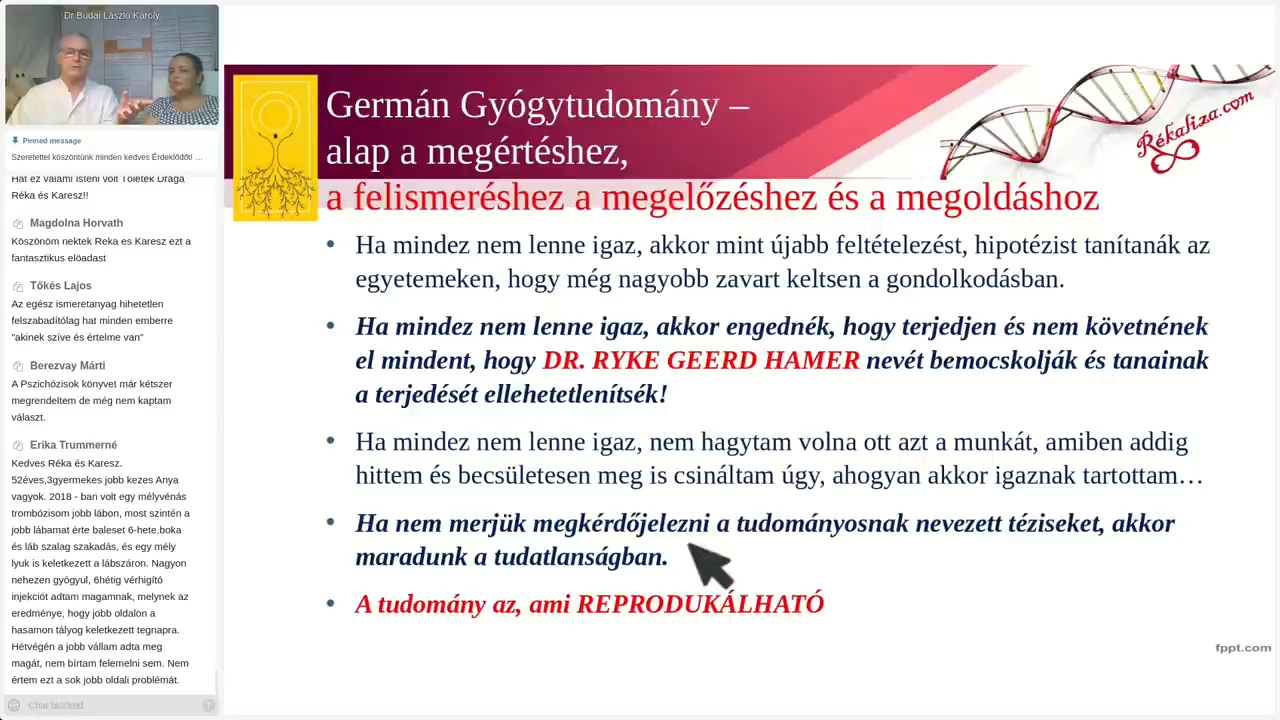 Dr Budai László Károly
Pinned message
Szeretettel köszöntünk minden kedves Érdeklődőt! ...
Hát ez valami isteni volt Tőletek Drága
Réka és Karesz!!
Magdolna Horvath
Köszönöm nektek Reka es Karesz ezt a
fantasztikus elöadast
Tőkés Lajos
Az egész ismeretanyag hihetetlen
felszabadítólag hat minden emberre
"akinek szíve és értelme van"
Berezvay Márti
A Pszichózisok könyvet már kétszer
megrendeltem de még nem kaptam
választ.
Erika Trummerné
Kedves Réka és Karesz.
52éves,3gyermekes jobb kezes Anya
vagyok. 2018 - ban volt egy mélyvénás
trombózisom jobb lábon, most szintén a
jobb lábamat érte baleset 6-hete.boka
és láb szalag szakadás, és egy mély
lyuk is keletkezett a lábszáron. Nagyon
nehezen gyógyul, 6hétig vérhigító
injekciót adtam magamnak, melynek az
eredménye, hogy jobb oldalon a
hasamon tályog keletkezett tegnapra.
Hétvégén a jobb vállam adta meg
magát, nem bírtam felemelni sem. Nem
értem ezt a sok jobb oldali problémát.
Chat blocked
Germán Gyógytudomány –
alap a megértéshez,
a felismeréshez a megelőzéshez és a megoldáshoz
Rékaliza.com
• Ha mindez nem lenne igaz, akkor mint újabb feltételezést, hipotézist tanítanák az
egyetemeken, hogy még nagyobb zavart keltsen a gondolkodásban.
• Ha mindez nem lenne igaz, akkor engednék, hogy terjedjen és nem követnének
el mindent, hogy DR. RYKE GEERD HAMER nevét bemocskolják és tanainak
a terjedését ellehetetlenítsék!
• Ha mindez nem lenne igaz, nem hagytam volna ott azt a munkát, amiben addig
hittem és becsületesen meg is csináltam úgy, ahogyan akkor igaznak tartottam…
• Ha nem merjük megkérdőjelezni a tudományosnak nevezett téziseket, akkor
maradunk a tudatlanságban.
• A tudomány az, ami REPRODUKÁLHATÓ
fppt.com